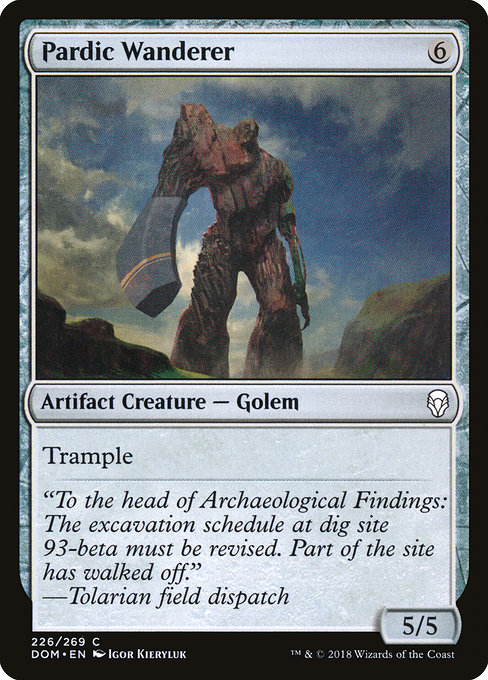 Pardic Wanderer 6
Artifact Creature — Golem
Trample
“To the head of Archaeological Findings:
The excavation schedule at dig site
93-beta must be revised. Part of the site
has walked off.”
—Tolarian field dispatch
5/5
226/269 C
DOM • EN Igor Kieryluk
™ & © 2018 Wizards of the Coast